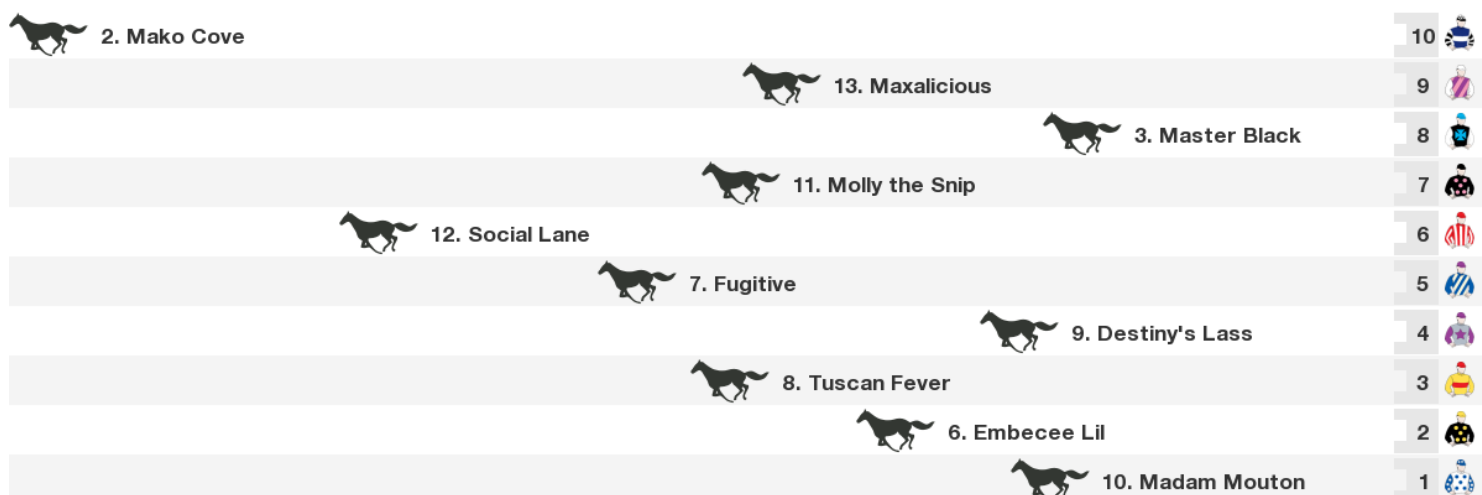 2. Mako Cove 10
13. Maxalicious 9
3. Master Black 8
11. Molly the Snip 7
12. Social Lane 6
7. Fugitive 5
9. Destiny's Lass 4
8. Tuscan Fever 3
6. Embecee Lil 2
10. Madam Mouton 1